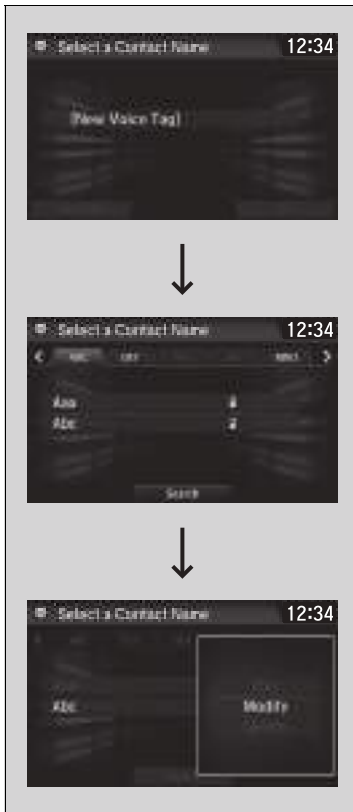 Select a Contact Name 12:34
[New Voice Tag]
Select a Contact Name 12:34
ABC
Aaa
Abc
Search
Select a Contact Name 12:34
Abc
Modify